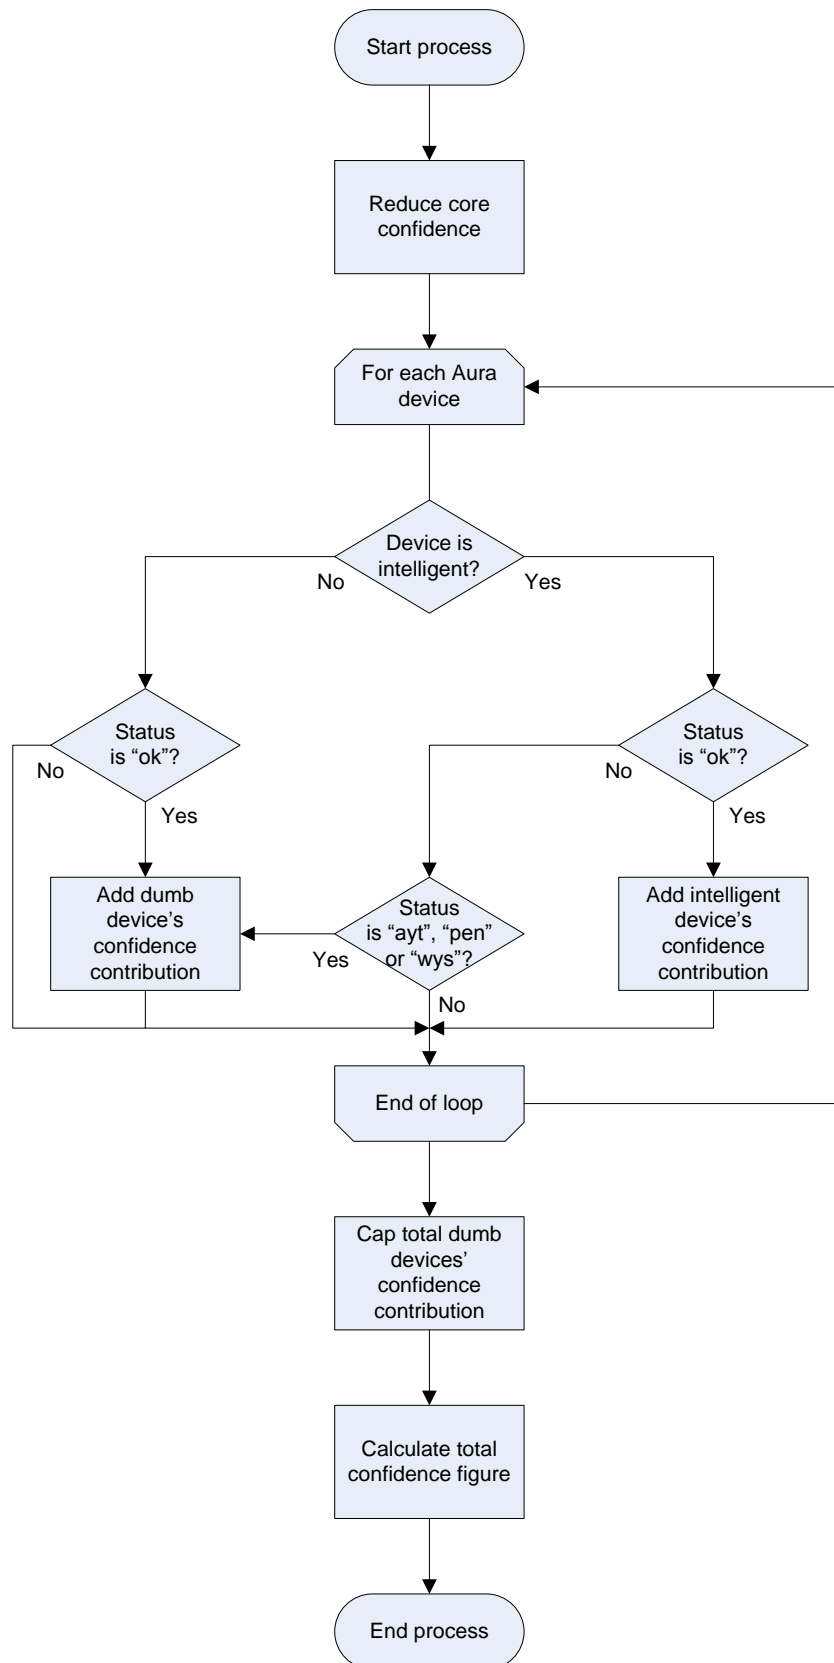 Start process
Reduce core
confidence
For each Aura
device
Device is
intelligent?
No
Yes
Status
is “ok”?
No
Yes
Status
is “ok”?
No
Yes
Add dumb
device’s
confidence
contribution
Status
is “ayt”, “pen”
or “wys”?
Yes
No
Add intelligent
device’s
confidence
contribution
End of loop
Cap total dumb
devices’
confidence
contribution
Calculate total
confidence figure
End process